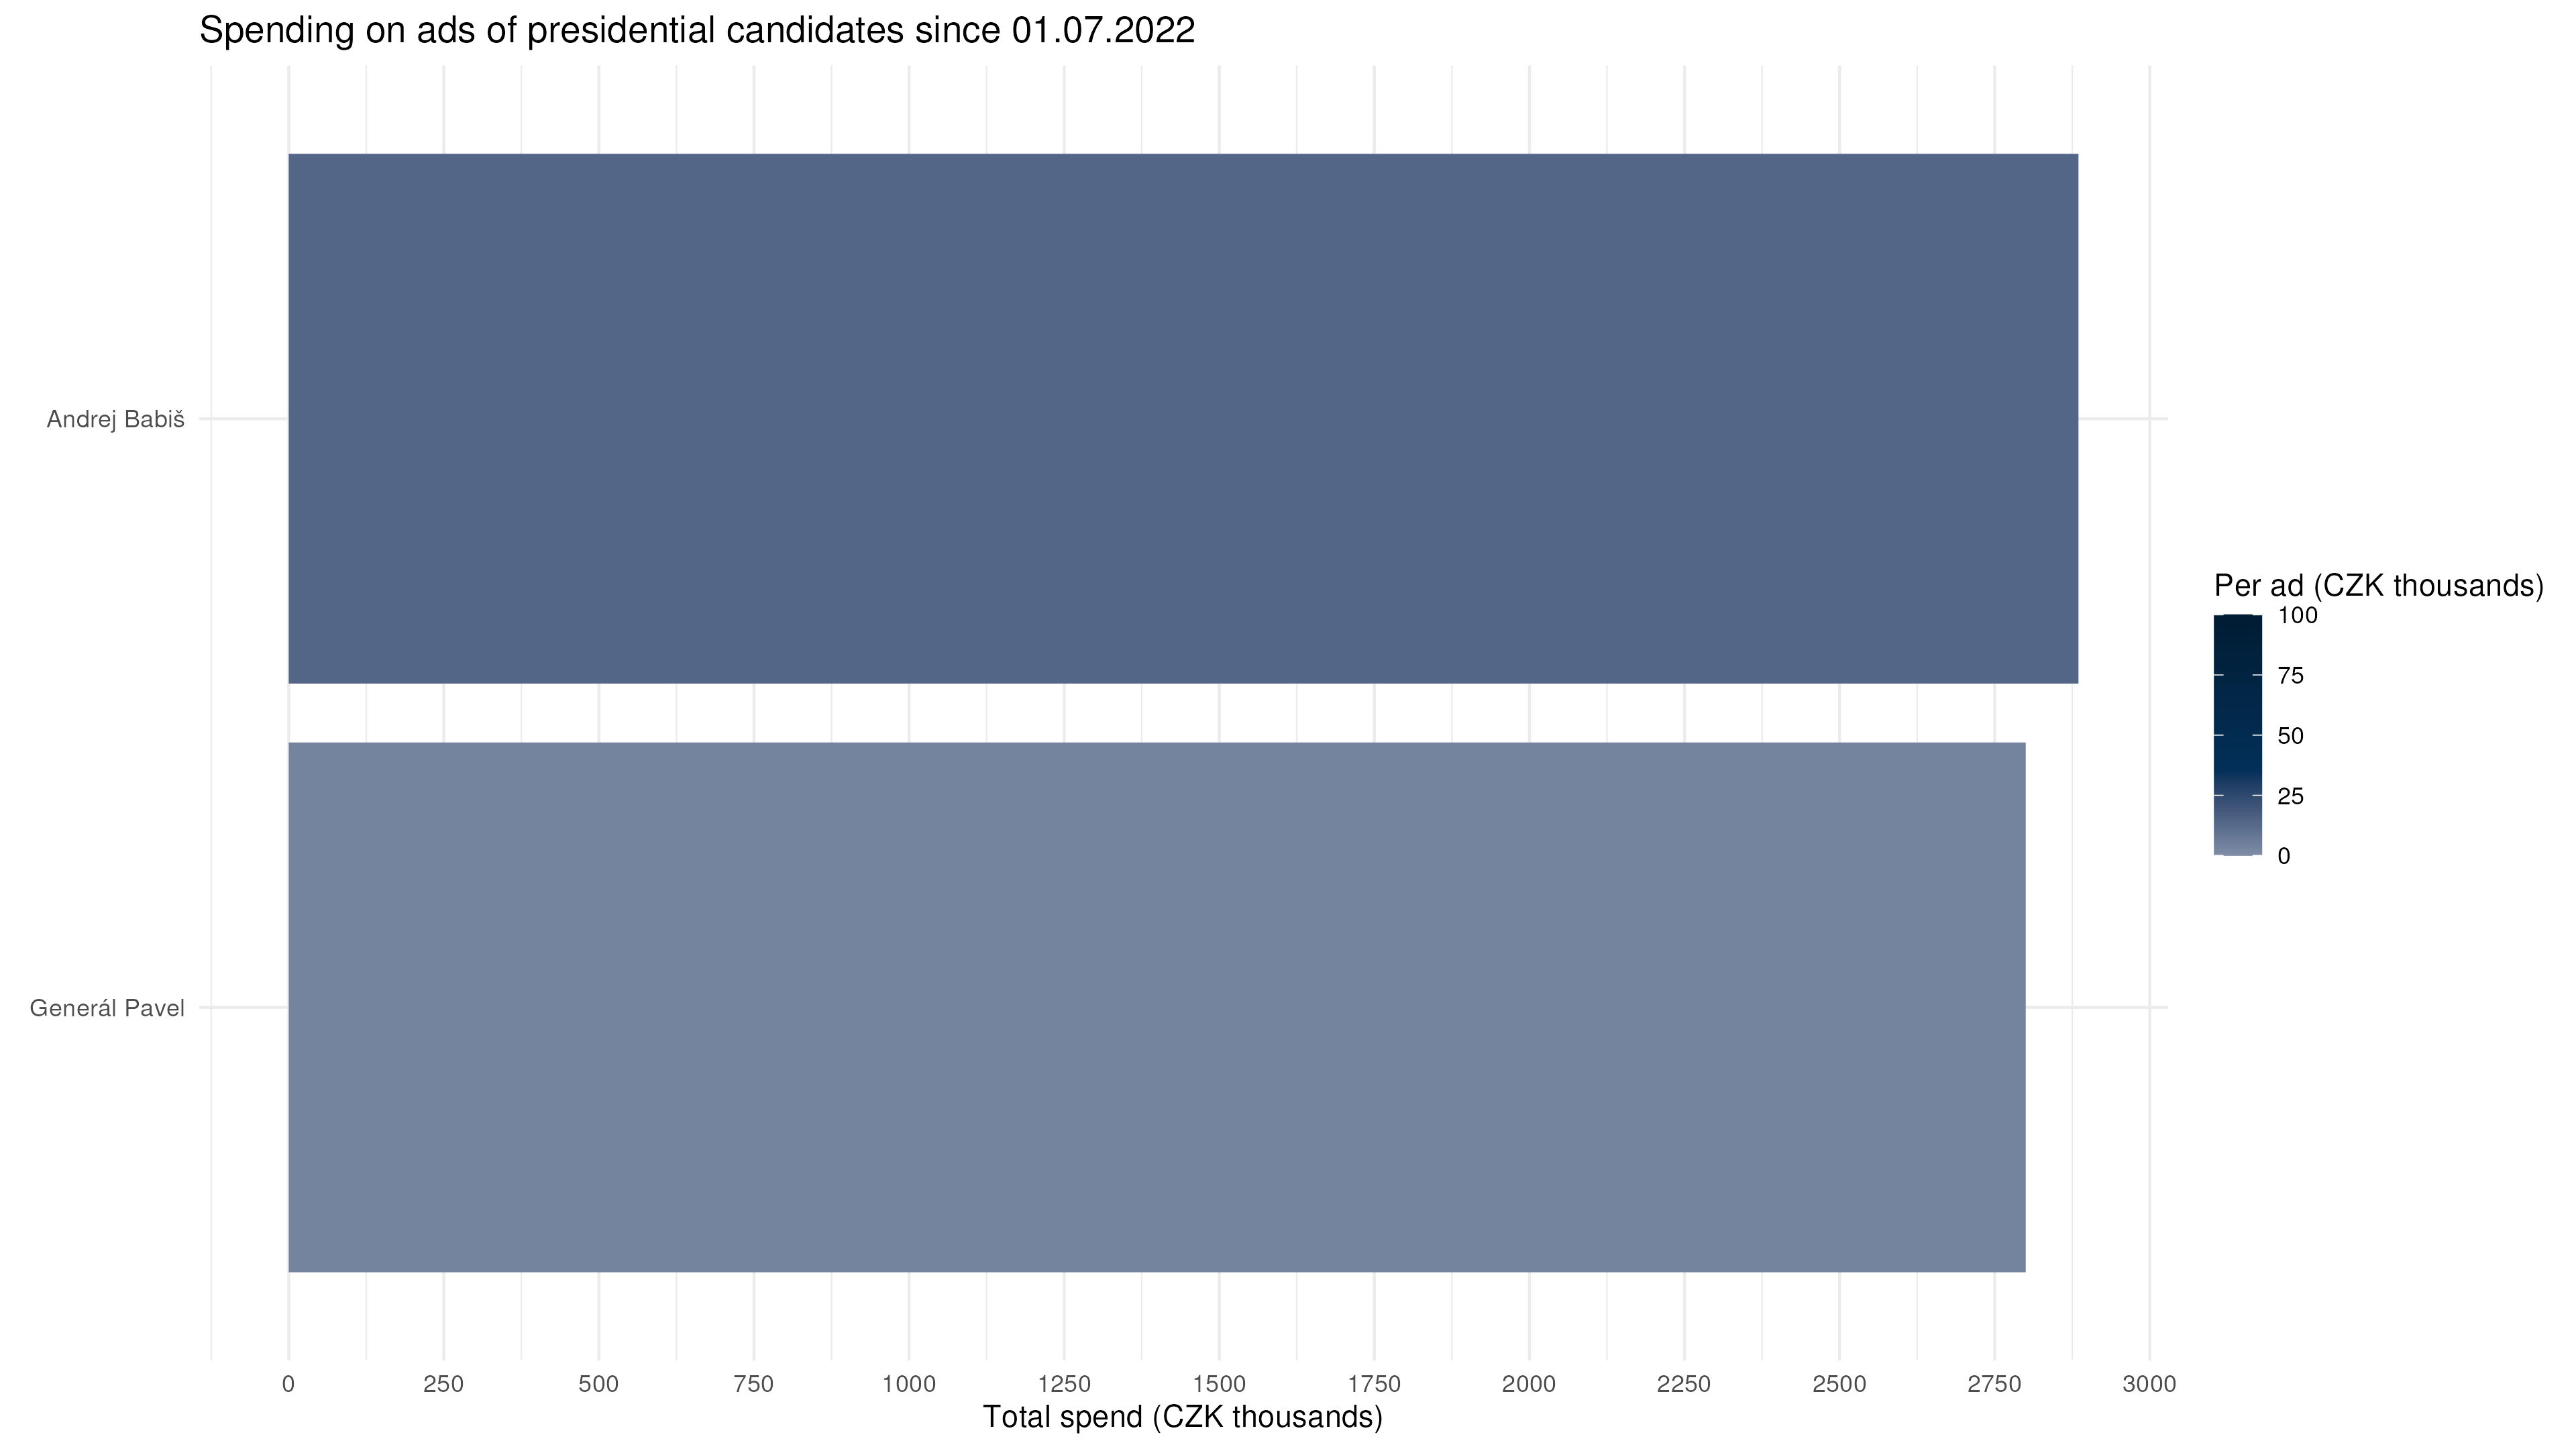 Spending on ads of presidential candidates since 01.07.2022
Andrej Babiš
Generál Pavel
Per ad (CZK thousands)
100
75
50
25
0
0 250 500 750 1000 1250 1500 1750 2000 2250 2500 2750 3000
Total spend (CZK thousands)